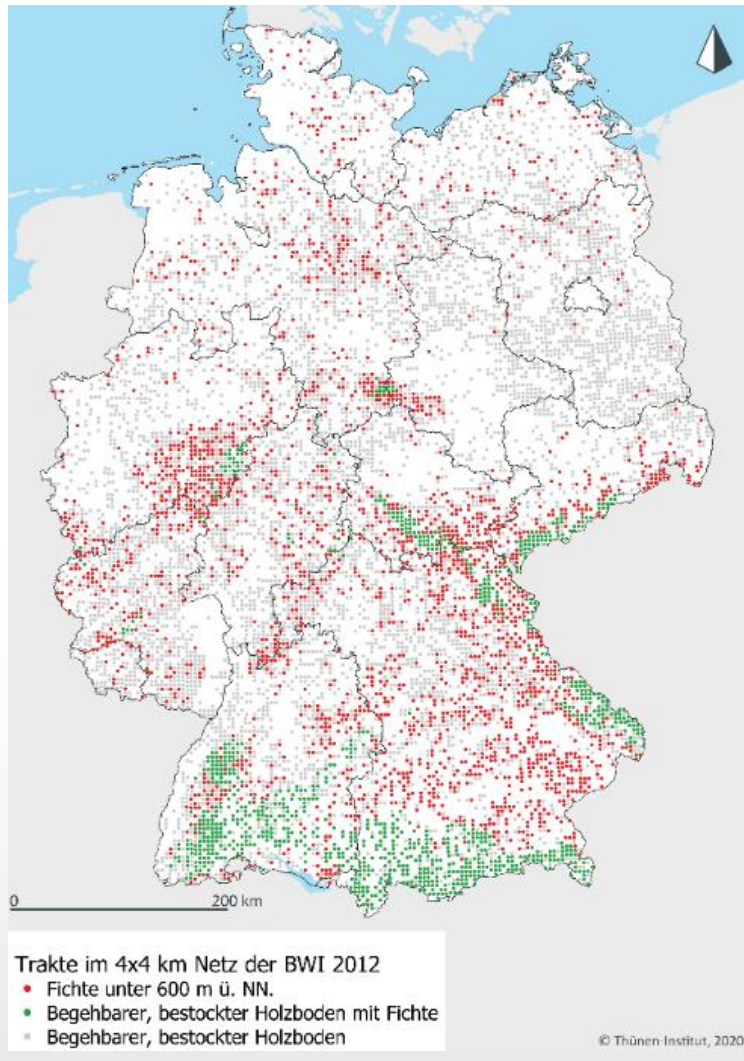 0 200 km
Trakte im 4x4 km Netz der BWI 2012
Fichte unter 600 m ü. NN.
Begehbarer, bestockter Holzboden mit Fichte
Begehbarer, bestockter Holzboden
© Thünen-Institut, 2020